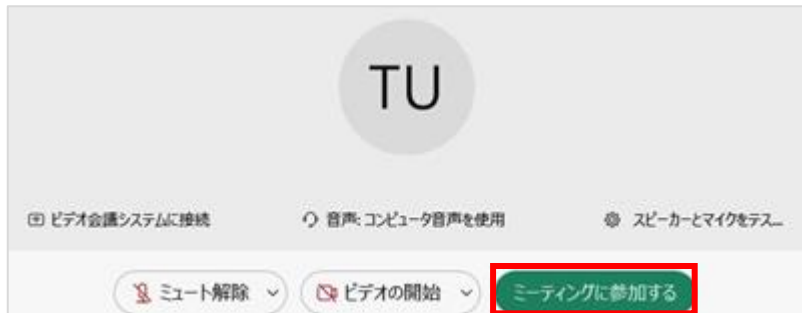 TU
ビデオ会議システムに接続 音声: コンピュータ音声を使用 スピーカーとマイクをテス...
ミュート解除 ビデオの開始 ミーティングに参加する